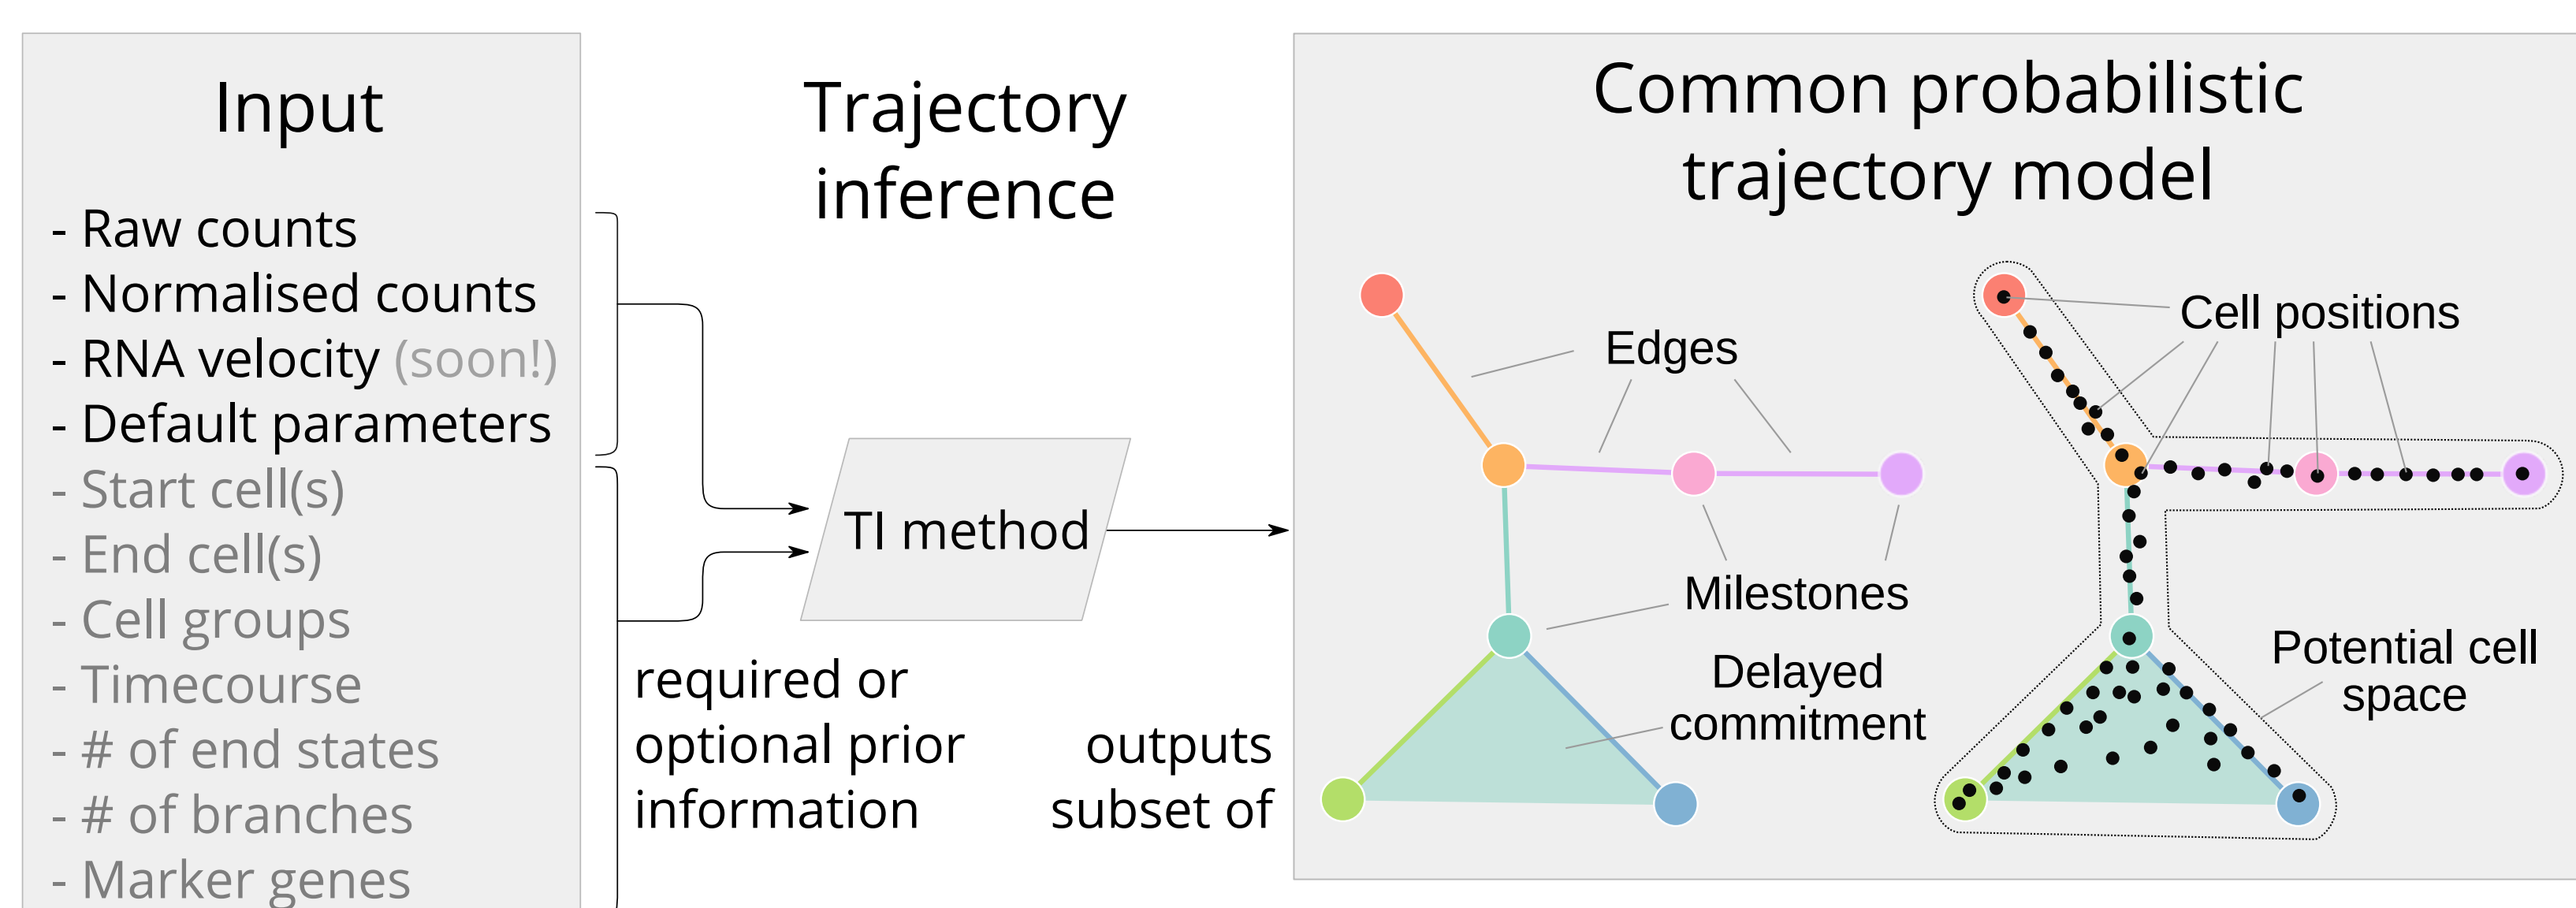 Input
- Raw counts
- Normalised counts
- RNA velocity (soon!)
- Default parameters
- Start cell(s)
- End cell(s)
- Cell groups
- Timecourse
- # of end states
- # of branches
- Marker genes
Trajectory
inference
TI method
required or
optional prior
information
outputs
subset of
Common probabilistic
trajectory model
Edges
Milestones
Delayed
commitment
Cell positions
Potential cell
space